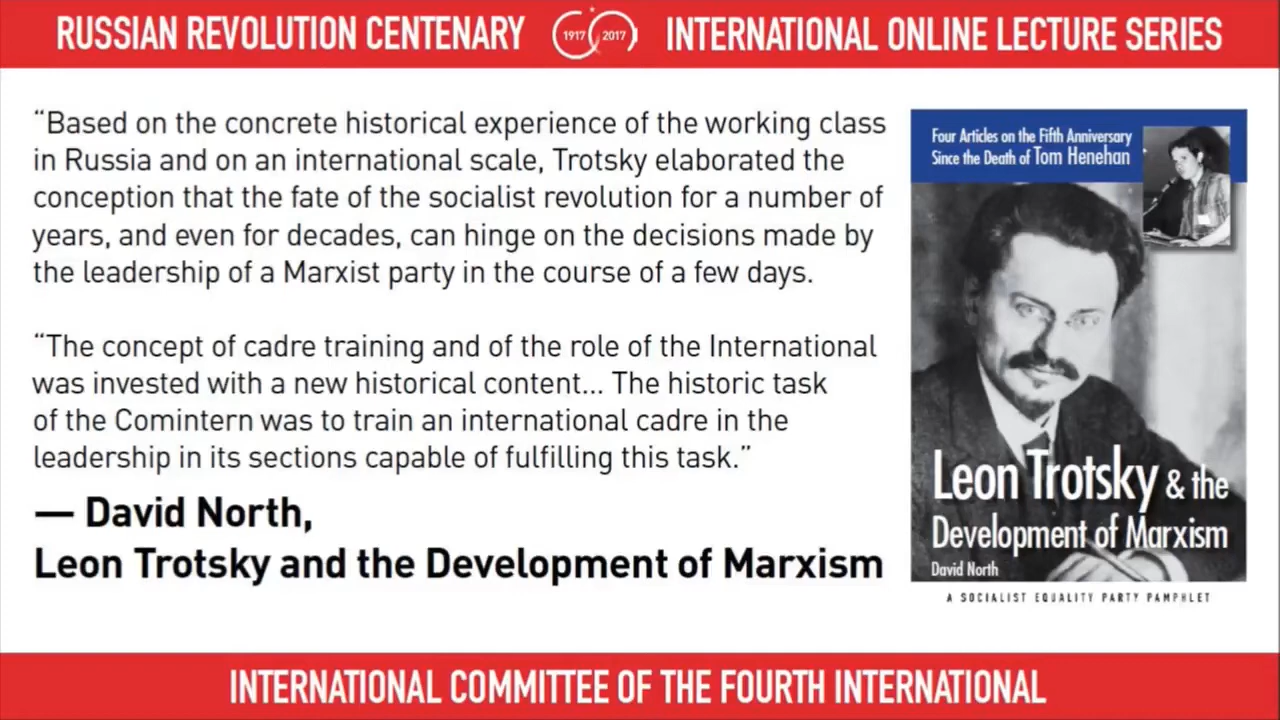 RUSSIAN REVOLUTION CENTENARY
1917
2017
INTERNATIONAL ONLINE LECTURE SERIES
“Based on the concrete historical experience of the working class
in Russia and on an international scale, Trotsky elaborated the
conception that the fate of the socialist revolution for a number of
years, and even for decades, can hinge on the decisions made by
the leadership of a Marxist party in the course of a few days.
“The concept of cadre training and of the role of the International
was invested with a new historical content... The historic task
of the Comintern was to train an international cadre in the
leadership in its sections capable of fulfilling this task.”
— David North,
Leon Trotsky and the Development of Marxism
Four Articles on the Fifth Anniversary
Since the Death of Tom Henehan
Leon Trotsky & the
Development of Marxism
David North
A SOCIALIST EQUALITY PARTY PAMPHLET
INTERNATIONAL COMMITTEE OF THE FOURTH INTERNATIONAL